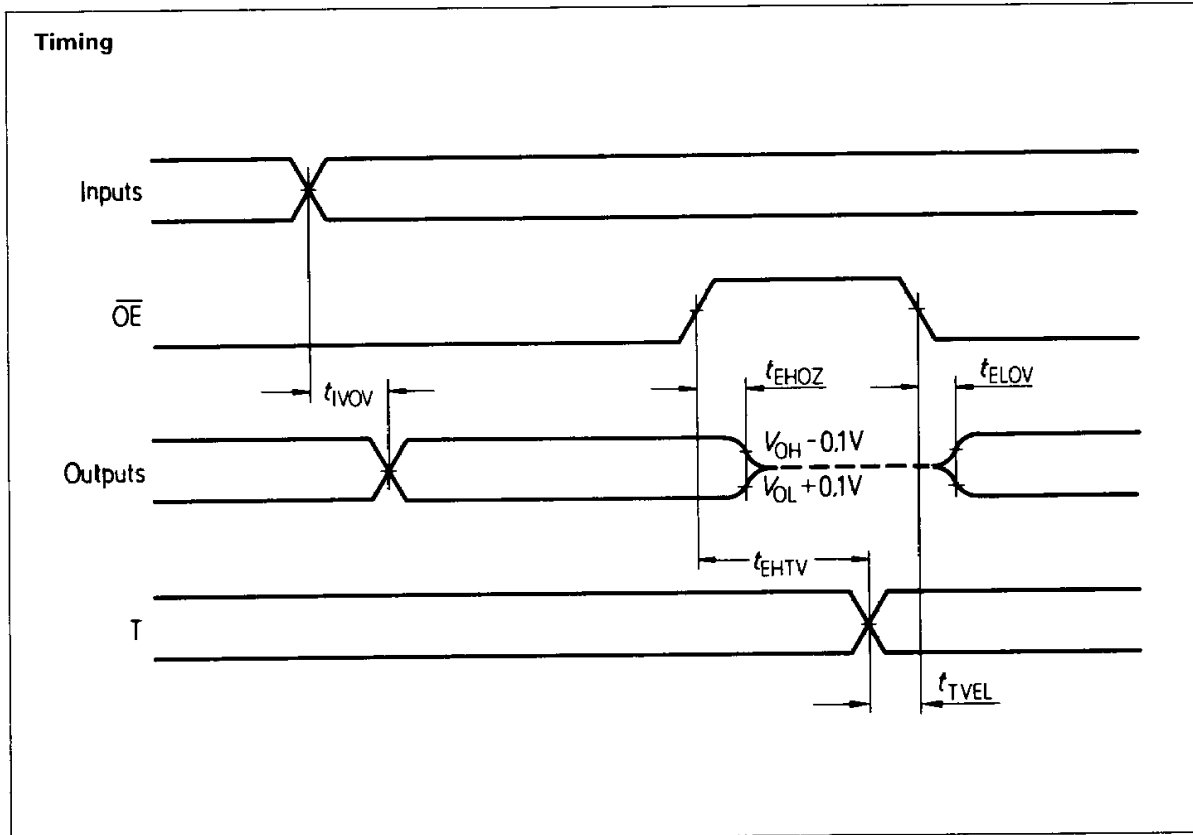 Timing
Inputs
OE
tEHOZ
tELOV
tIVOV
VOH – 0.1V
Outputs
VOL + 0.1V
tEHTV
T
tTVEL